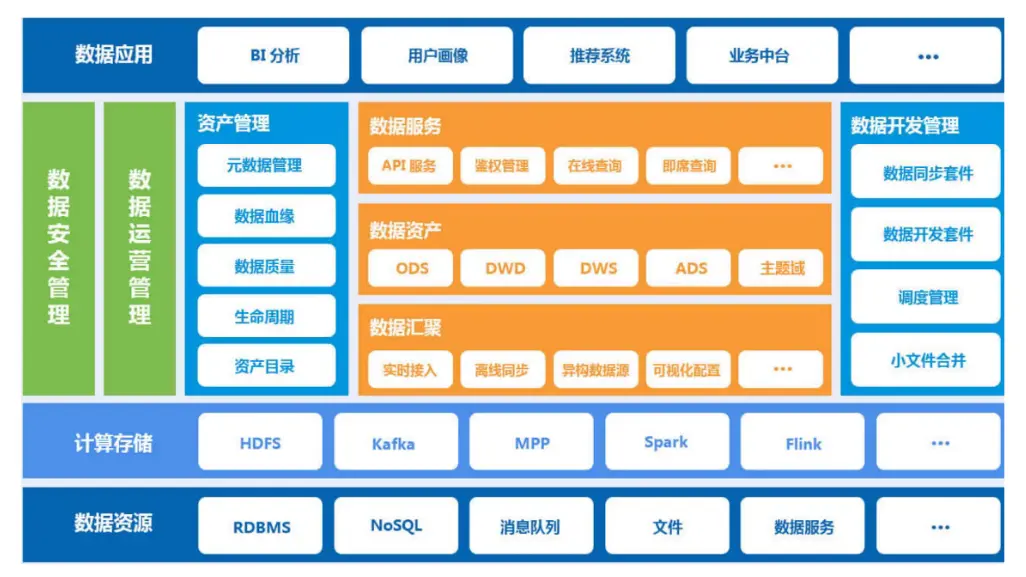 数据应用
BI 分析
用户画像
推荐系统
业务中台
•••
数据安全管理
数据运营管理
资产管理
元数据管理
数据血缘
数据质量
生命周期
资产目录
数据服务
API 服务
鉴权管理
在线查询
即席查询
•••
数据资产
ODS
DWD
DWS
ADS
主题域
数据汇聚
实时接入
离线同步
异构数据源
可视化配置
•••
数据开发管理
数据同步套件
数据开发套件
调度管理
小文件合并
计算存储
HDFS
Kafka
MPP
Spark
Flink
•••
数据资源
RDBMS
NoSQL
消息队列
文件
数据服务
•••